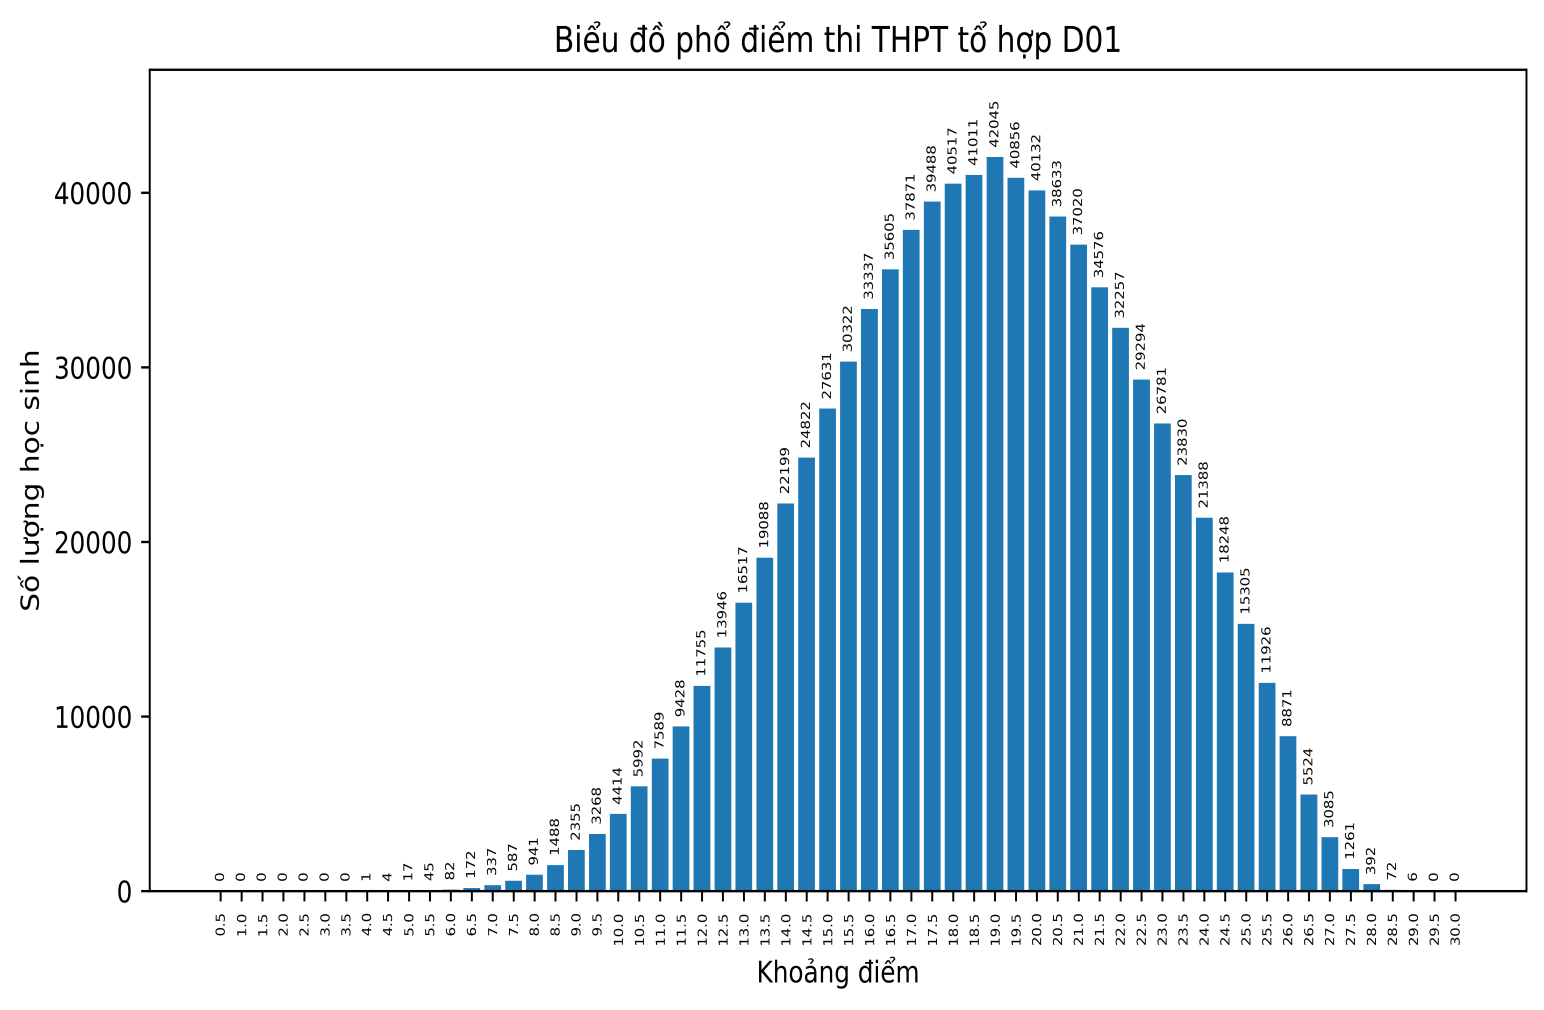 Biểu đồ phổ điểm thi THPT tổ hợp D01
Số lượng học sinh
40000
30000
20000
10000
0
0 0 0 0 0 0 0 1 4 17 45 82 172 337 587 941 1488 2355 3268 4414 5992 7589 9428 11755 13946 16517 19088 22199 24822 27631 30322 33337 35605 37871 39488 40517 41011 42045 40856 40132 38633 37020 34576 32257 29294 26781 23830 21388 18248 15305 11926 8871 5524 3085 1261 392 72 6 0 0
0.5 1.0 1.5 2.0 2.5 3.0 3.5 4.0 4.5 5.0 5.5 6.0 6.5 7.0 7.5 8.0 8.5 9.0 9.5 10.0 10.5 11.0 11.5 12.0 12.5 13.0 13.5 14.0 14.5 15.0 15.5 16.0 16.5 17.0 17.5 18.0 18.5 19.0 19.5 20.0 20.5 21.0 21.5 22.0 22.5 23.0 23.5 24.0 24.5 25.0 25.5 26.0 26.5 27.0 27.5 28.0 28.5 29.0 29.5 30.0
Khoảng điểm